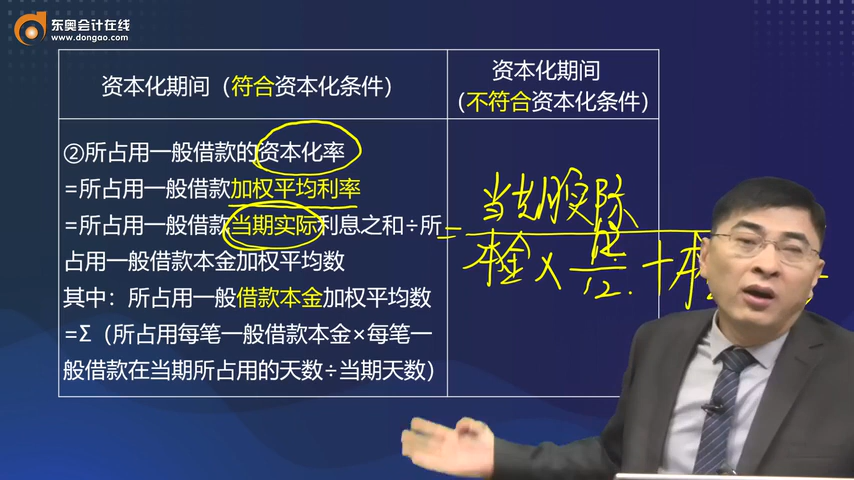 东奥会计在线
www.dongao.com
资本化期间（符合资本化条件）
资本化期间
（不符合资本化条件）
②所占用一般借款的资本化率
=所占用一般借款加权平均利率
=所占用一般借款当期实际利息之和÷所
占用一般借款本金加权平均数
其中：所占用一般借款本金加权平均数
=Σ（所占用每笔一般借款本金×每笔一
般借款在当期所占用的天数÷当期天数）
=当期实际
本金×12/12+本